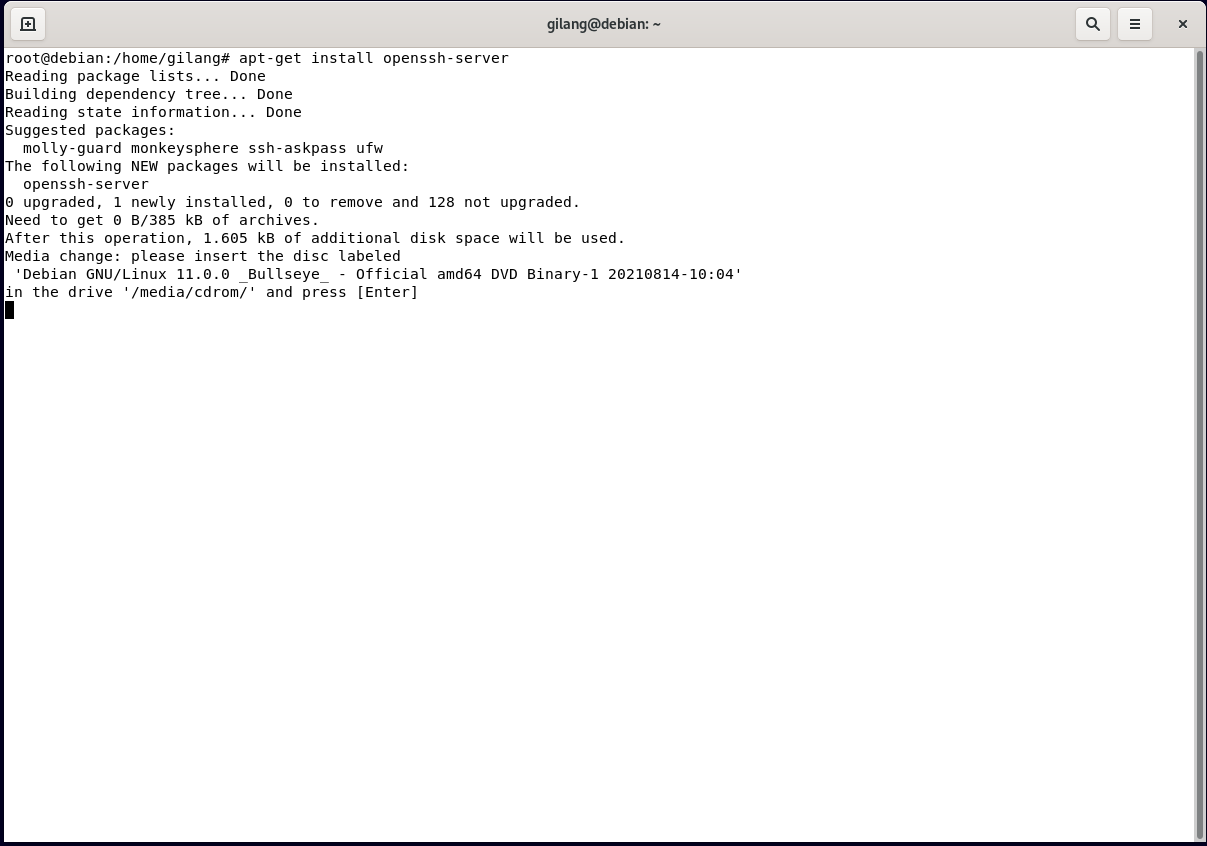 gilang@debian: ~
root@debian:/home/gilang# apt-get install openssh-server
Reading package lists... Done
Building dependency tree... Done
Reading state information... Done
Suggested packages:
  molly-guard monkeysphere ssh-askpass ufw
The following NEW packages will be installed:
  openssh-server
0 upgraded, 1 newly installed, 0 to remove and 128 not upgraded.
Need to get 0 B/385 kB of archives.
After this operation, 1.605 kB of additional disk space will be used.
Media change: please insert the disc labeled
 'Debian GNU/Linux 11.0.0 _Bullseye_ - Official amd64 DVD Binary-1 20210814-10:04'
in the drive '/media/cdrom/' and press [Enter]